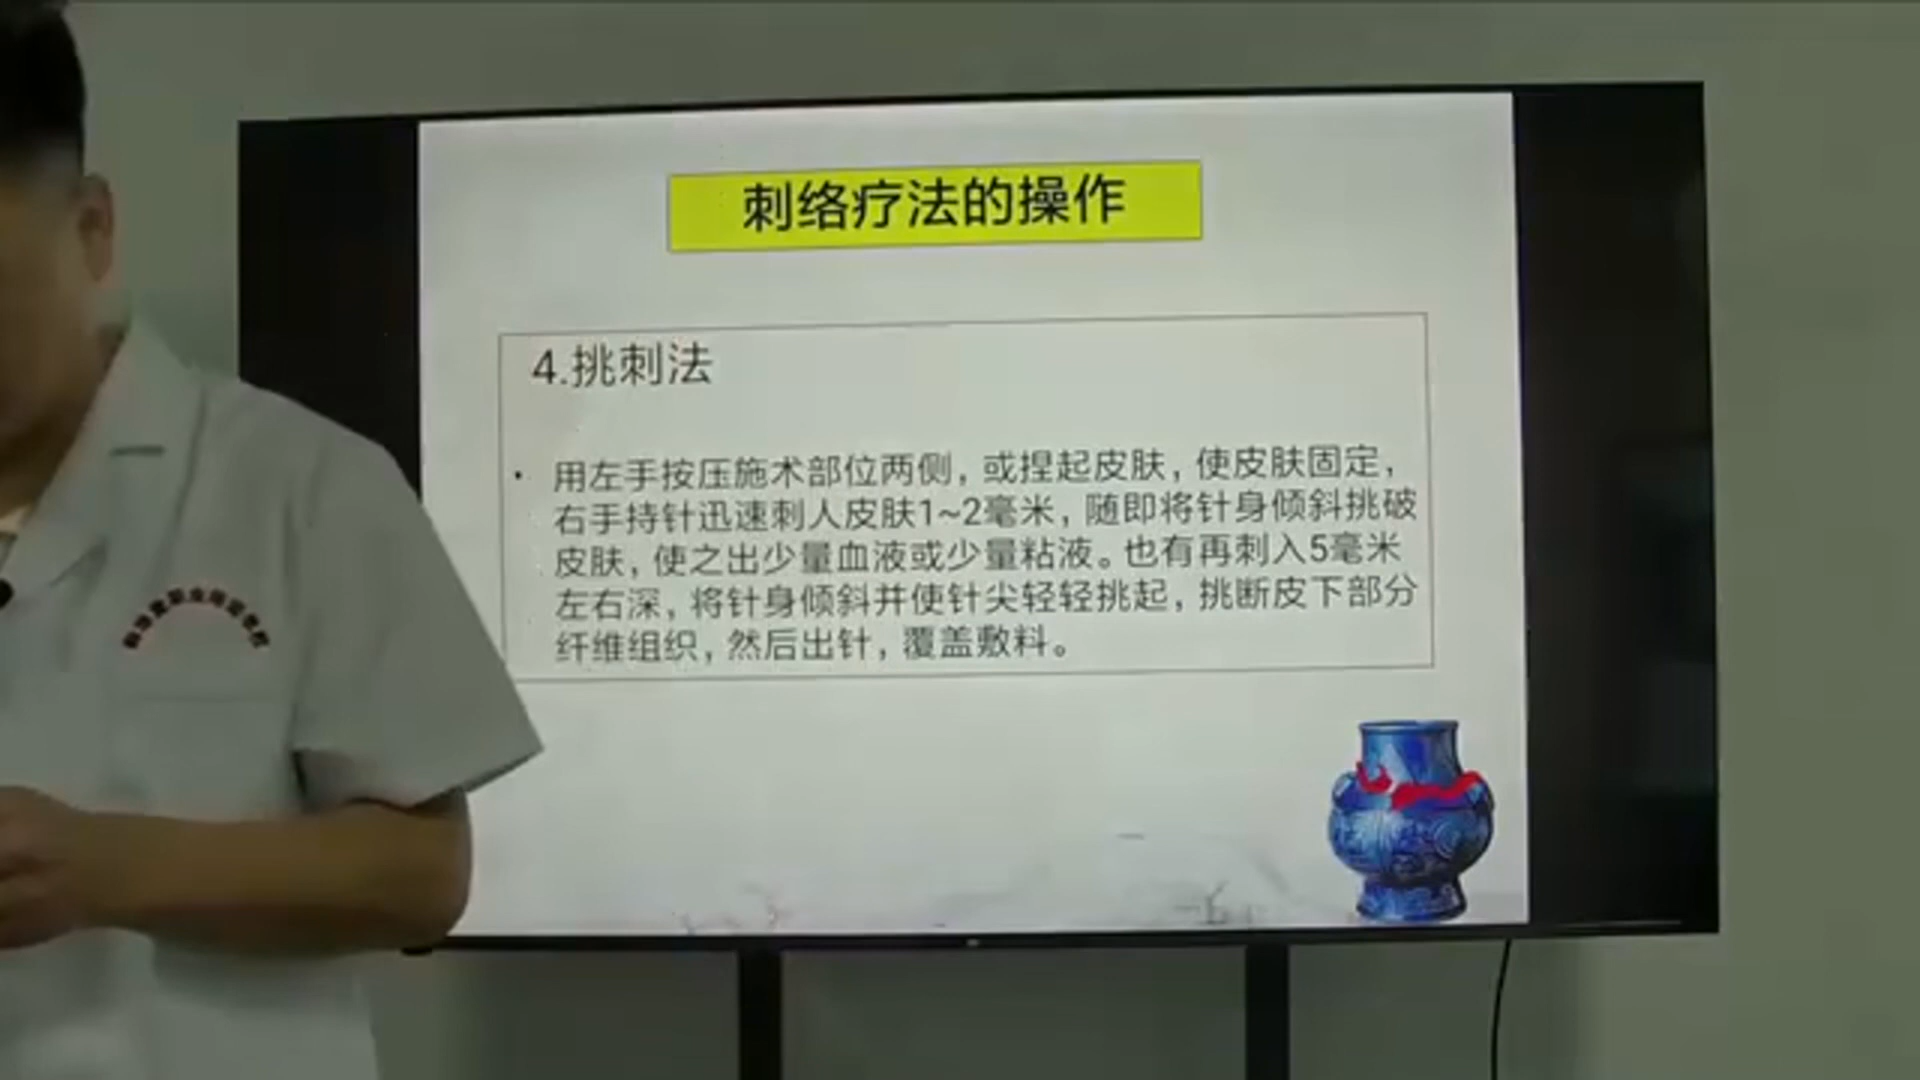 刺络疗法的操作
4.挑刺法
• 用左手按压施术部位两侧，或捏起皮肤，使皮肤固定，
右手持针迅速刺人皮肤1~2毫米，随即将针身倾斜挑破
皮肤，使之出少量血液或少量粘液。也有再刺入5毫米
左右深，将针身倾斜并使针尖轻轻挑起，挑断皮下部分
纤维组织，然后出针，覆盖敷料。